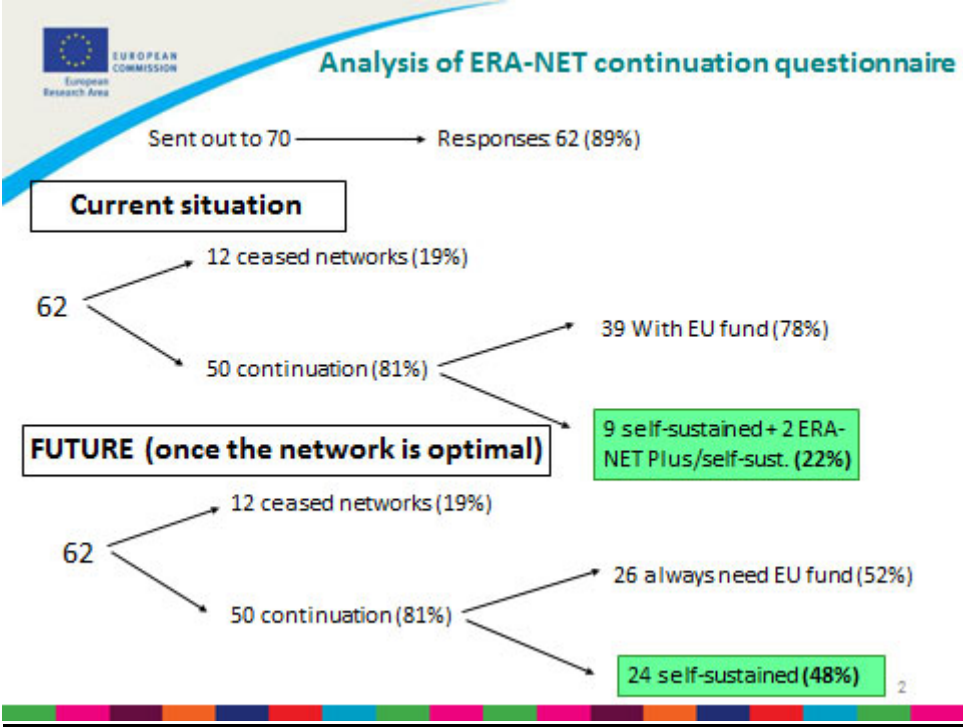 EUROPEAN
COMMISSION
European
Research Area
Analysis of ERA-NET continuation questionnaire
Sent out to 70
Responses: 62 (89%)
Current situation
12 ceased networks (19%)
62
39 With EU fund (78%)
50 continuation (81%)
9 self-sustained + 2 ERA-
NET Plus/self-sust. (22%)
FUTURE (once the network is optimal)
12 ceased networks (19%)
62
26 always need EU fund (52%)
50 continuation (81%)
24 self-sustained (48%)
2